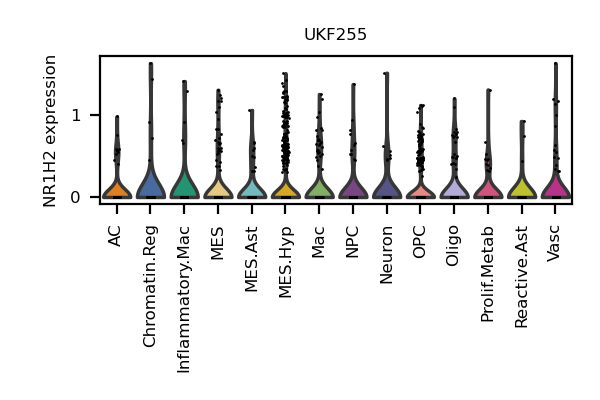 UKF255
NR1H2 expression
1
0
AC
Chromatin.Reg
Inflammatory.Mac
MES
MES.Ast
MES.Hyp
Mac
NPC
Neuron
OPC
Oligo
Prolif.Metab
Reactive.Ast
Vasc